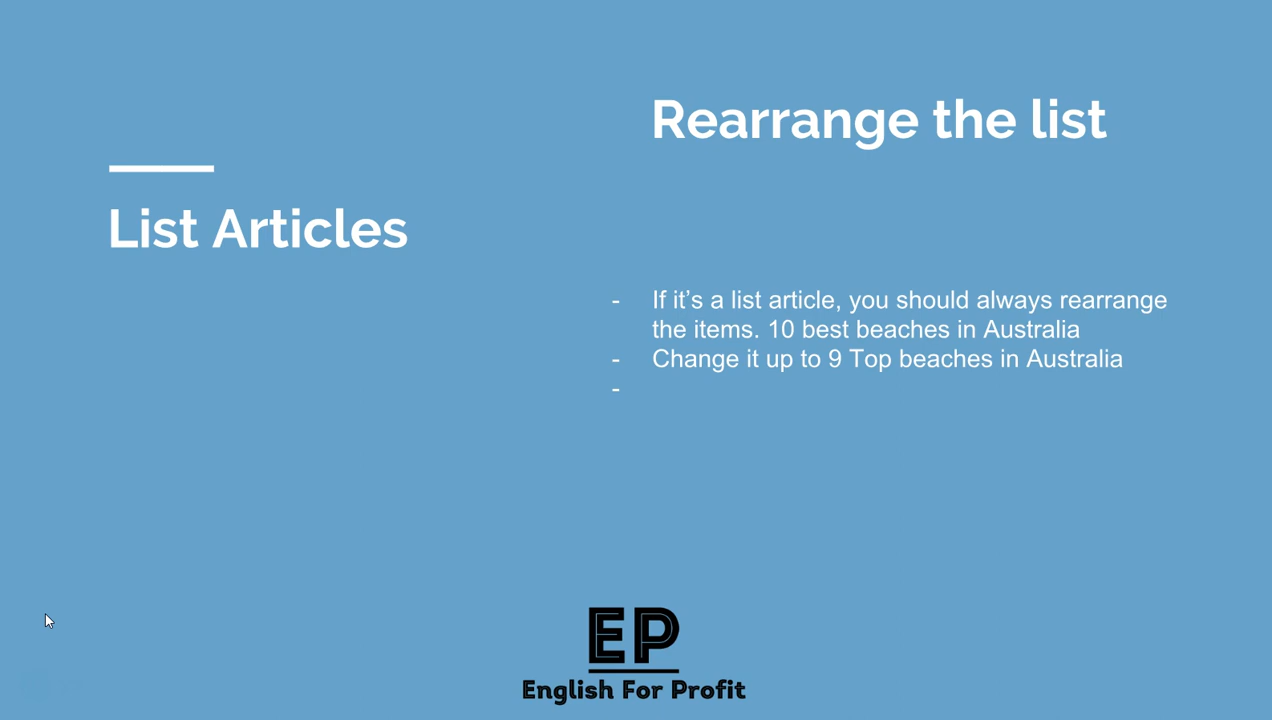 List Articles
Rearrange the list
- If it’s a list article, you should always rearrange
the items. 10 best beaches in Australia
- Change it up to 9 Top beaches in Australia
-
EP
English For Profit